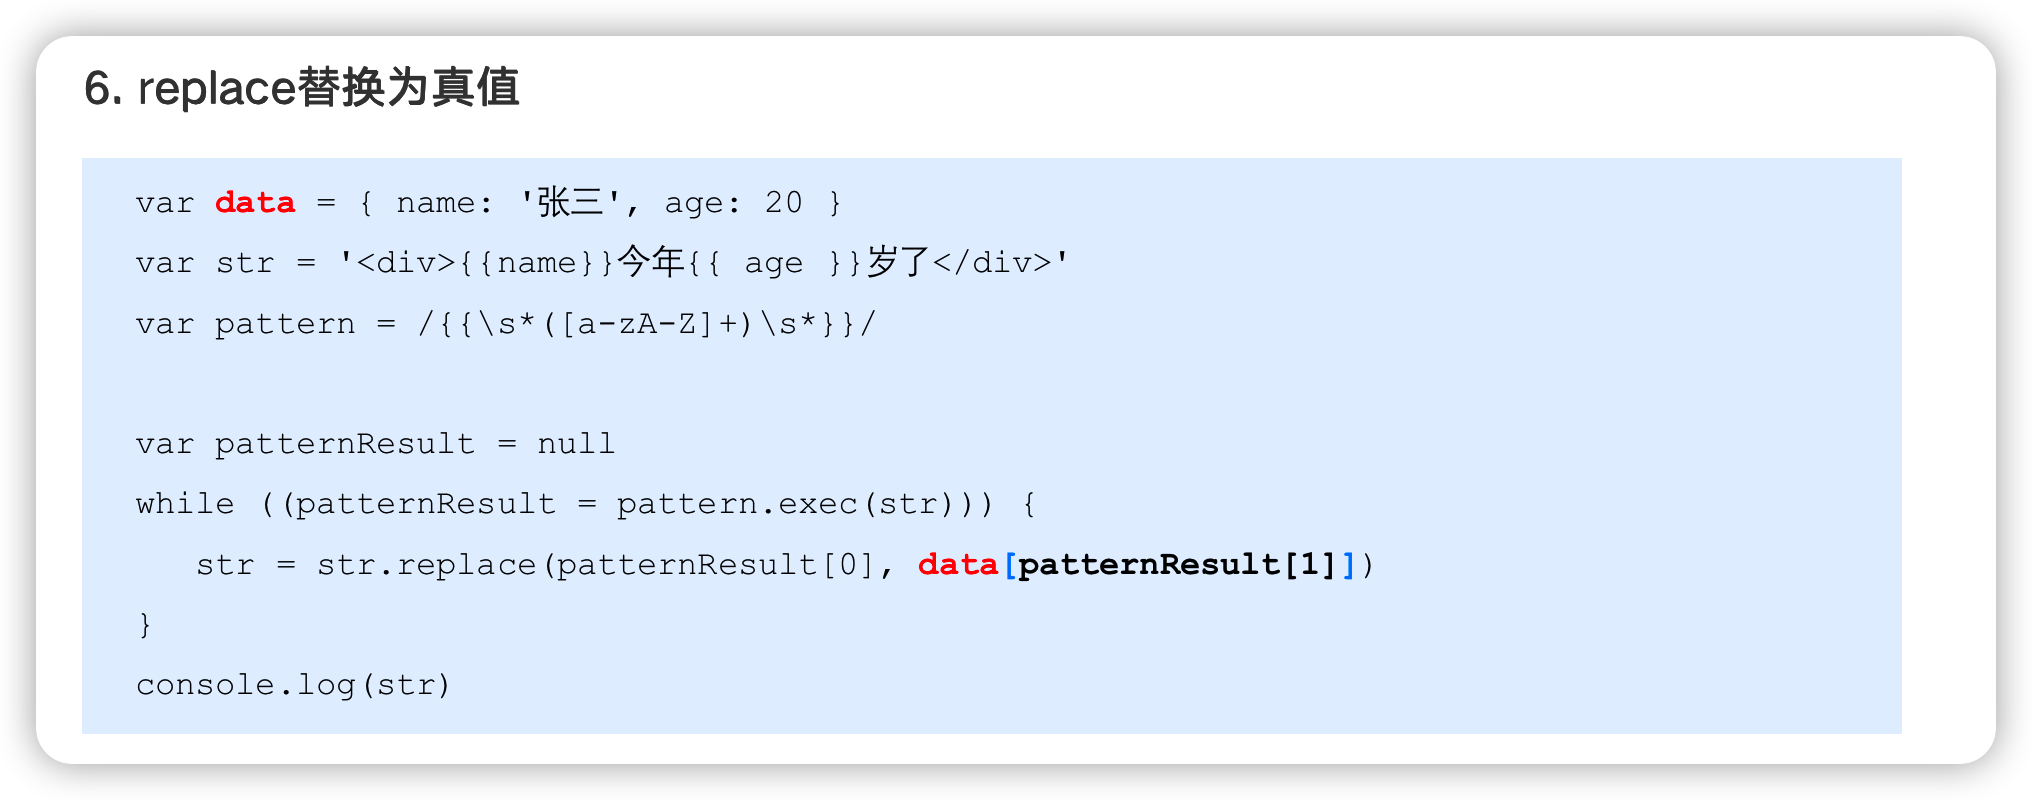 6. replace替换为真值
var data = { name: '张三', age: 20 }
var str = '<div>{{name}}今年{{ age }}岁了</div>'
var pattern = /{{\s*([a-zA-Z]+)\s*}}/
var patternResult = null
while ((patternResult = pattern.exec(str))) {
str = str.replace(patternResult[0], data[patternResult[1]])
}
console.log(str)